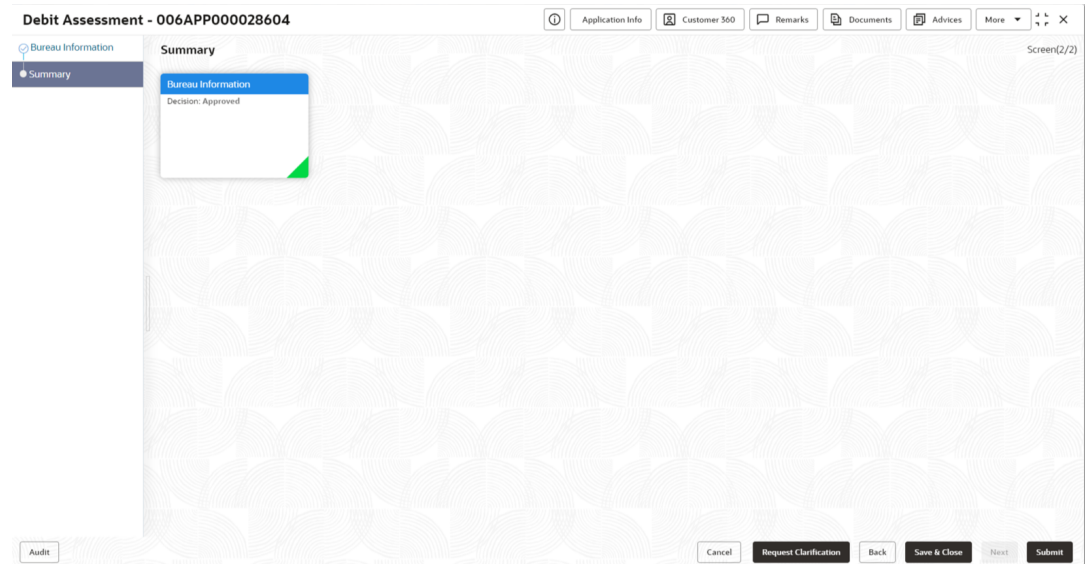 Debit Assessment - 006APP000028604
Application Info
Customer 360
Remarks
Documents
Advices
More
Bureau Information
Summary
Summary
Screen(2/2)
Bureau Information
Decision: Approved
Audit
Cancel
Request Clarification
Back
Save & Close
Next
Submit